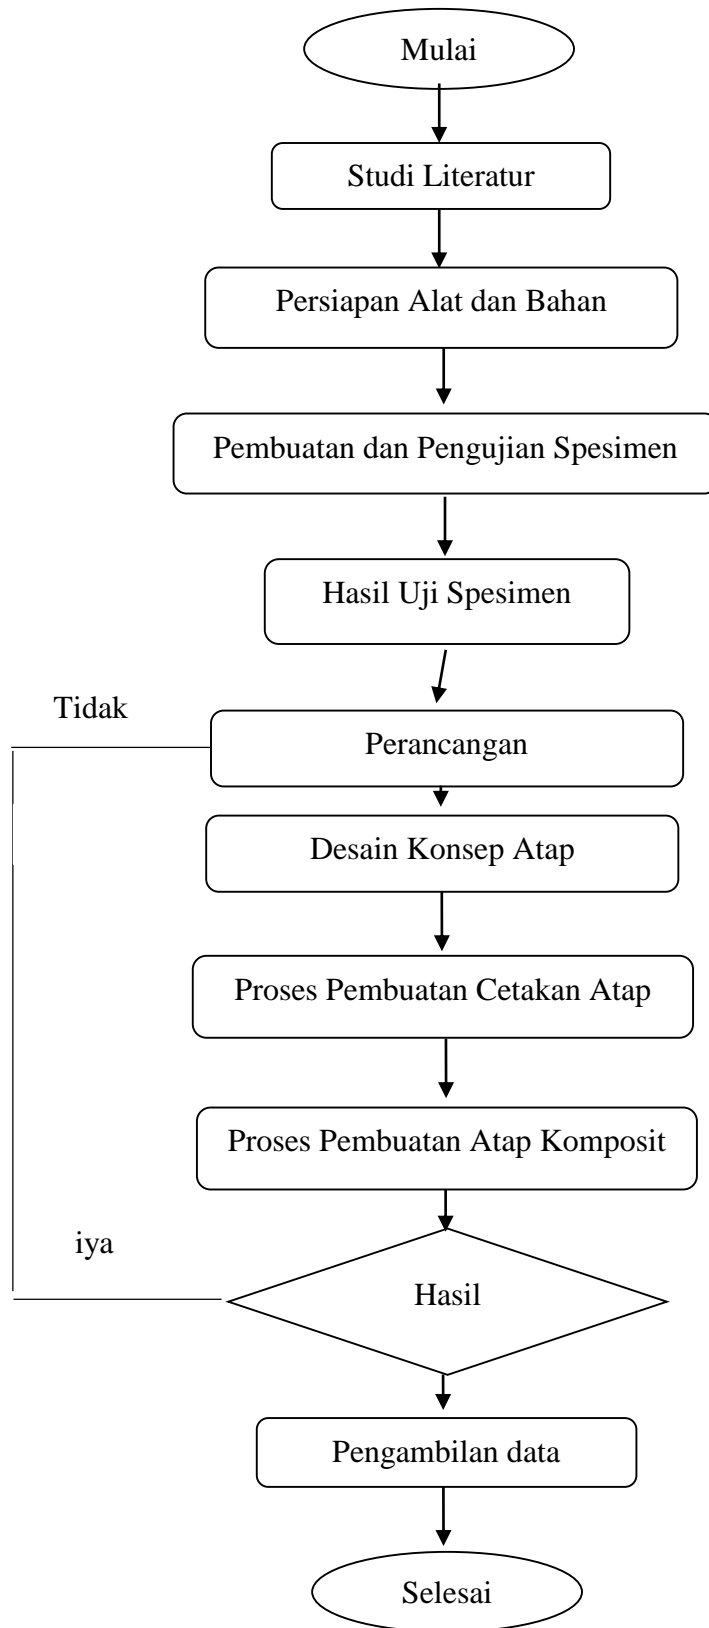 Mulai
Studi Literatur
Persiapan Alat dan Bahan
Pembuatan dan Pengujian Spesimen
Hasil Uji Spesimen
Tidak
Perancangan
Desain Konsep Atap
Proses Pembuatan Cetakan Atap
Proses Pembuatan Atap Komposit
iya
Hasil
Pengambilan data
Selesai